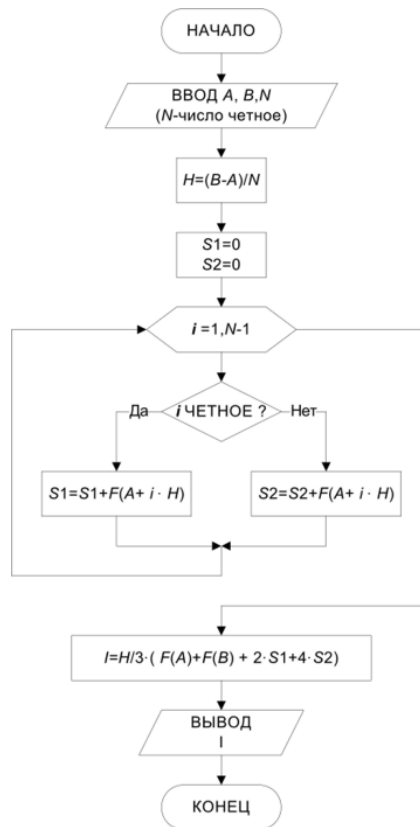 НАЧАЛО
ВВОД A, B,N
(N-число четное)
H=(B-A)/N
S1=0
S2=0
i =1,N-1
Да
i ЧЕТНОЕ ?
Нет
S1=S1+F(A+ i · H)
S2=S2+F(A+ i · H)
I=H/3·( F(A)+F(B) + 2·S1+4·S2)
ВЫВОД
I
КОНЕЦ